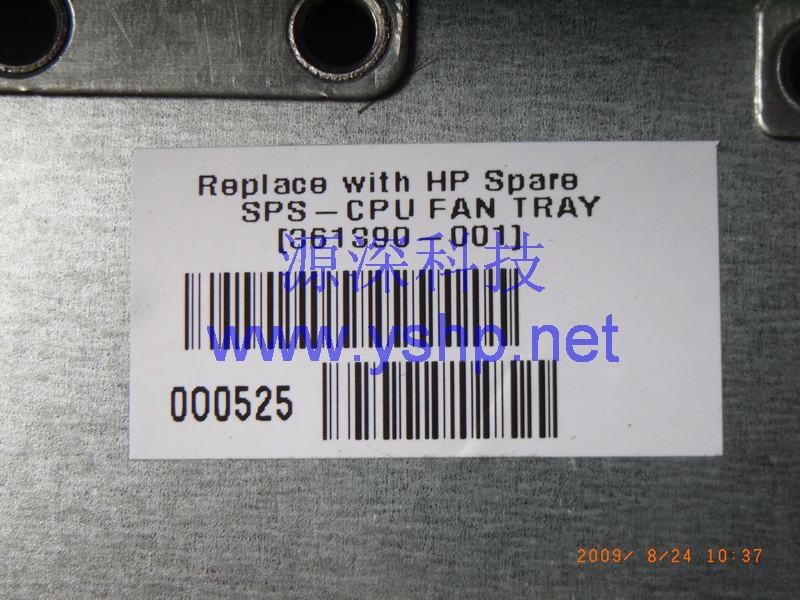 Replace with HP Spare
SPS-CPU FAN TRAY
[361390-001]
源深科技
www.yshp.net
000525
2009/ 8/24 10:37